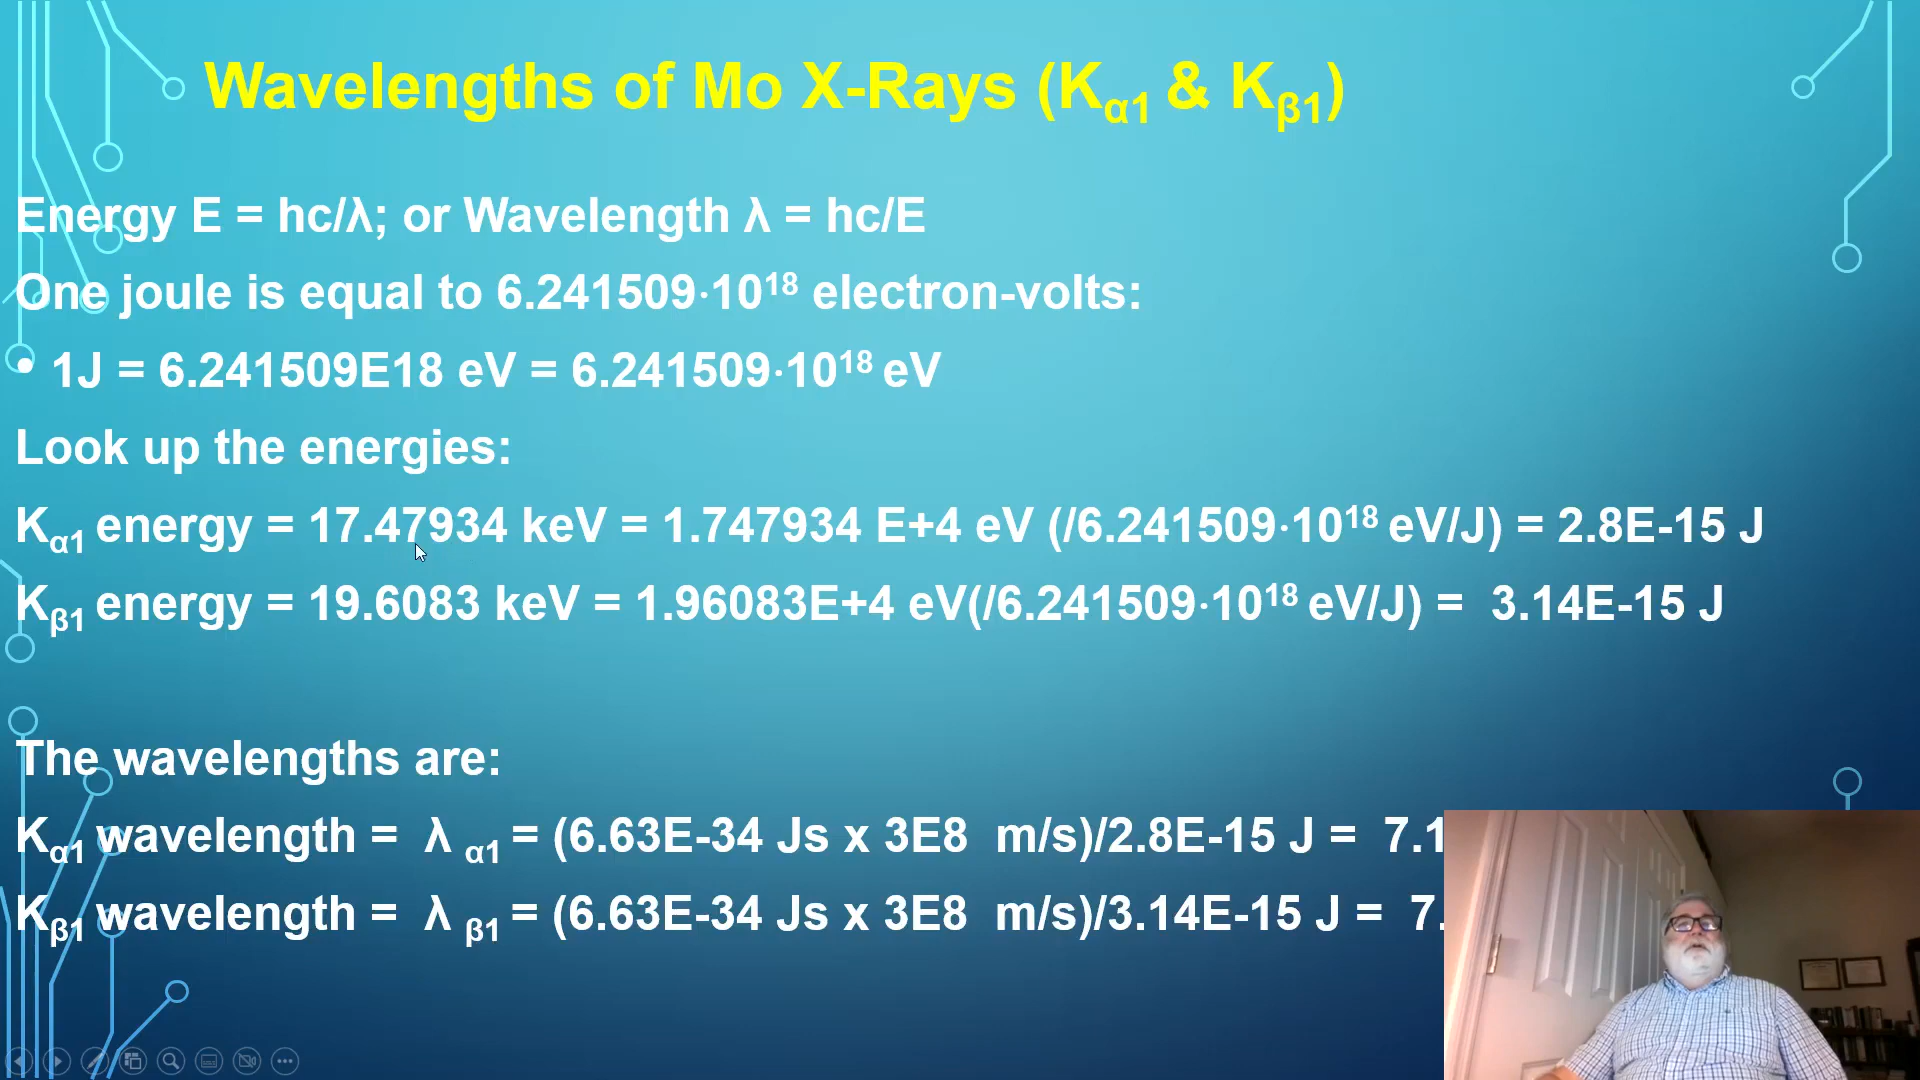 Wavelengths of Mo X-Rays (Kα1 & Kβ1)
Energy E = hc/λ; or Wavelength λ = hc/E
One joule is equal to 6.241509·10¹⁸ electron-volts:
• 1J = 6.241509E18 eV = 6.241509·10¹⁸ eV
Look up the energies:
Kα1 energy = 17.47934 keV = 1.747934 E+4 eV (/6.241509·10¹⁸ eV/J) = 2.8E-15 J
Kβ1 energy = 19.6083 keV = 1.96083E+4 eV(/6.241509·10¹⁸ eV/J) = 3.14E-15 J
The wavelengths are:
Kα1 wavelength = λ α1 = (6.63E-34 Js x 3E8 m/s)/2.8E-15 J = 7.1
Kβ1 wavelength = λ β1 = (6.63E-34 Js x 3E8 m/s)/3.14E-15 J = 7.